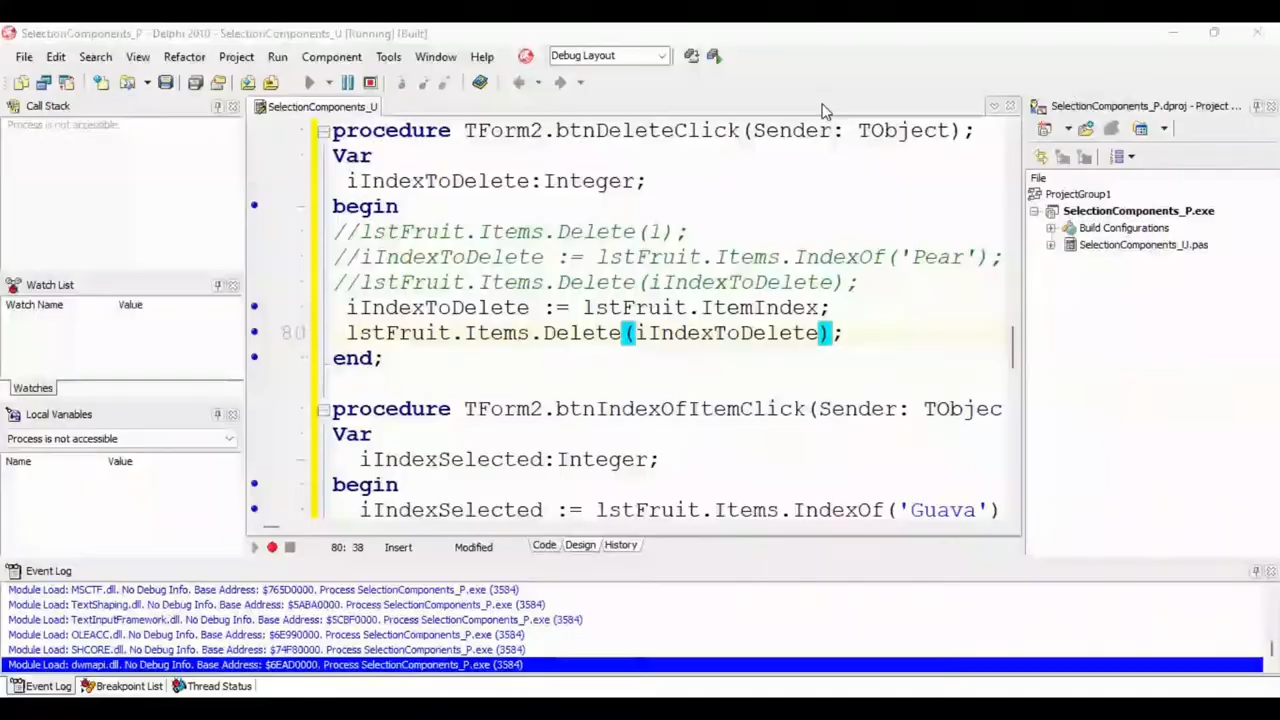 SelectionComponents_P - Delphi 2010 - SelectionComponents_U [Running] [Built]
File Edit Search View Refactor Project Run Component Tools Window Help
Debug Layout
Call Stack
Process is not accessible.
SelectionComponents_U
procedure TForm2.btnDeleteClick(Sender: TObject);
Var
iIndexToDelete:Integer;
begin
//lstFruit.Items.Delete(1);
//iIndexToDelete := lstFruit.Items.IndexOf('Pear');
//lstFruit.Items.Delete(iIndexToDelete);
iIndexToDelete := lstFruit.ItemIndex;
80 lstFruit.Items.Delete(iIndexToDelete);
end;
procedure TForm2.btnIndexOfItemClick(Sender: TObjec
Var
iIndexSelected:Integer;
begin
iIndexSelected := lstFruit.Items.IndexOf('Guava')
80: 38 Insert Modified Code Design History
Watch List
Watch Name Value
Watches
Local Variables
Process is not accessible
Name Value
SelectionComponents_P.dproj - Project ...
File
ProjectGroup1
SelectionComponents_P.exe
Build Configurations
SelectionComponents_U.pas
Event Log
Module Load: MSCTF.dll. No Debug Info. Base Address: $765D0000. Process SelectionComponents_P.exe (3584)
Module Load: TextShaping.dll. No Debug Info. Base Address: $5ABA0000. Process SelectionComponents_P.exe (3584)
Module Load: TextInputFramework.dll. No Debug Info. Base Address: $5CBF0000. Process SelectionComponents_P.exe (3584)
Module Load: OLEACC.dll. No Debug Info. Base Address: $6E990000. Process SelectionComponents_P.exe (3584)
Module Load: SHCORE.dll. No Debug Info. Base Address: $74F80000. Process SelectionComponents_P.exe (3584)
Module Load: dwmapi.dll. No Debug Info. Base Address: $6EAD0000. Process SelectionComponents_P.exe (3584)
Event Log Breakpoint List Thread Status